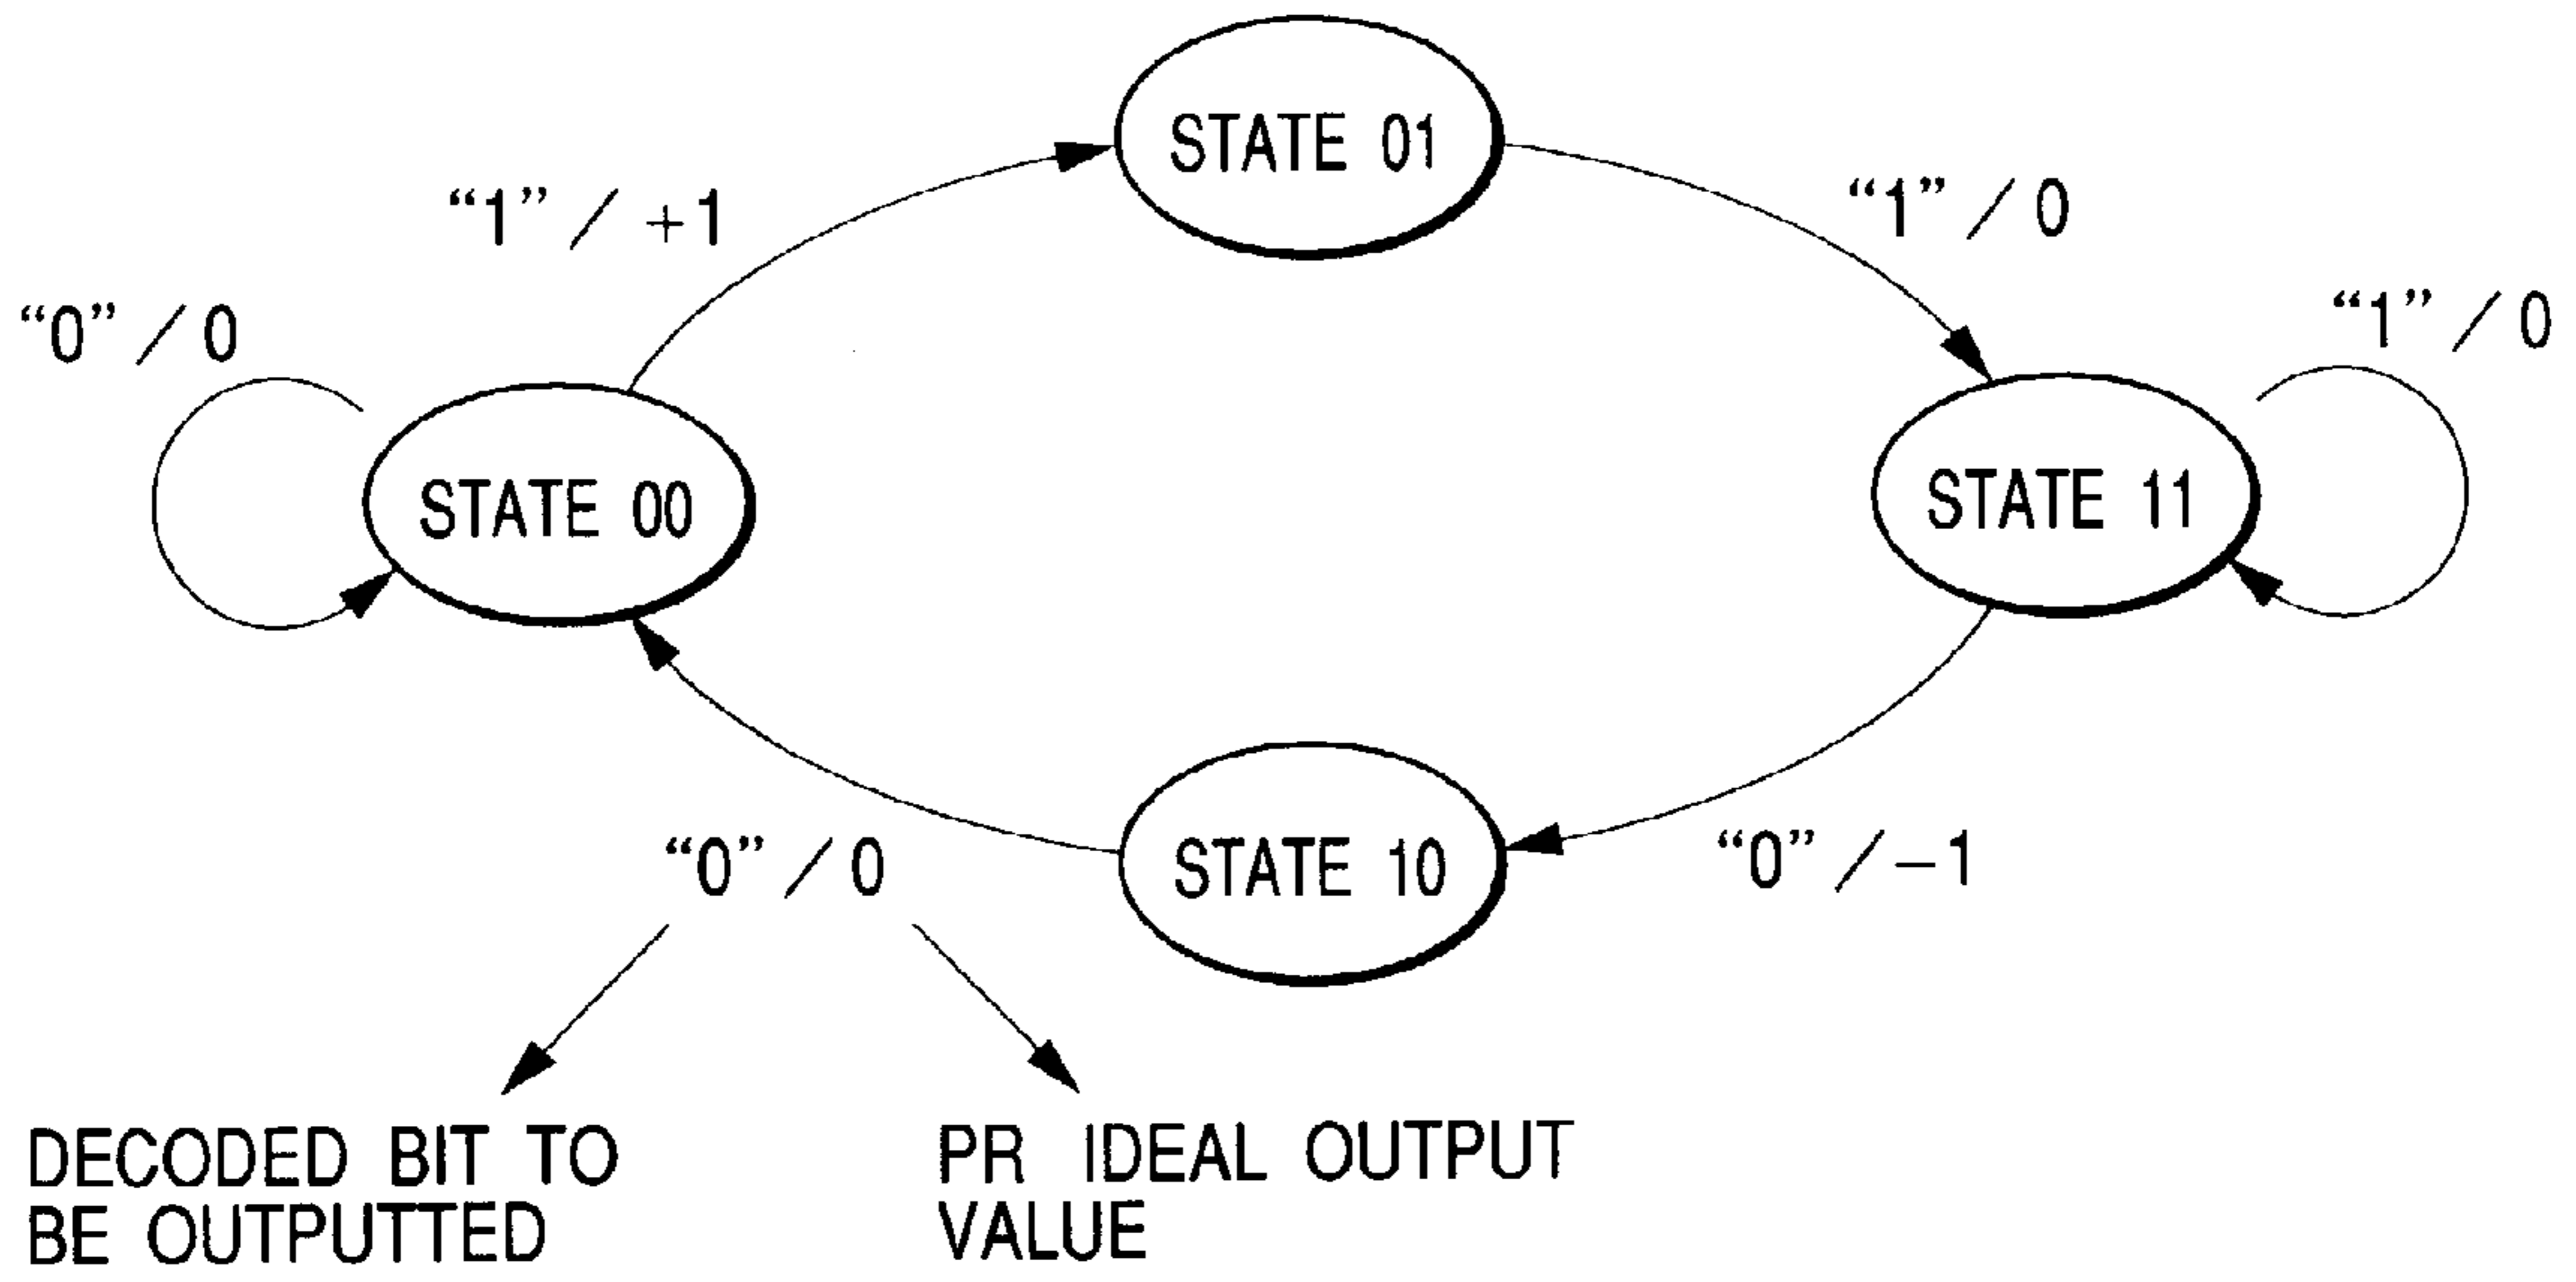 STATE 01
“1” / +1
“1” / 0
“0” / 0
“1” / 0
STATE 00
STATE 11
“0” / 0
STATE 10
“0” / −1
DECODED BIT TO
BE OUTPUTTED
PR IDEAL OUTPUT
VALUE